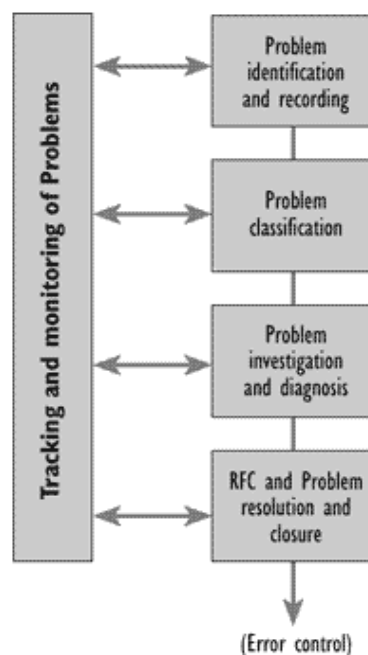 Tracking and monitoring of Problems
Problem
identification
and recording
Problem
classification
Problem
investigation
and diagnosis
RFC and Problem
resolution and
closure
(Error control)